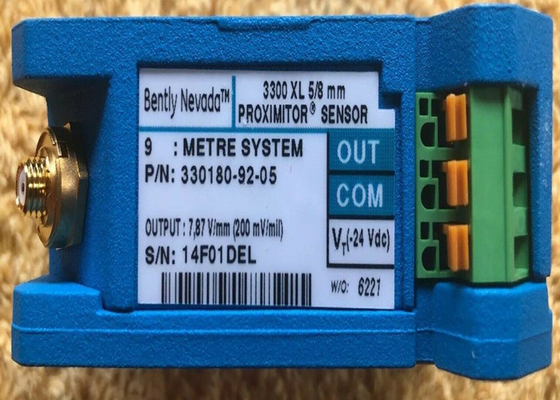 Bently Nevada™
3300 XL 5/8 mm
PROXIMITOR® SENSOR
9 : METRE SYSTEM
P/N: 330180-92-05
OUT
COM
OUTPUT : 7,87 V/mm (200 mV/mil)
VT(-24 Vdc)
S/N: 14F01DEL
W/O: 6221